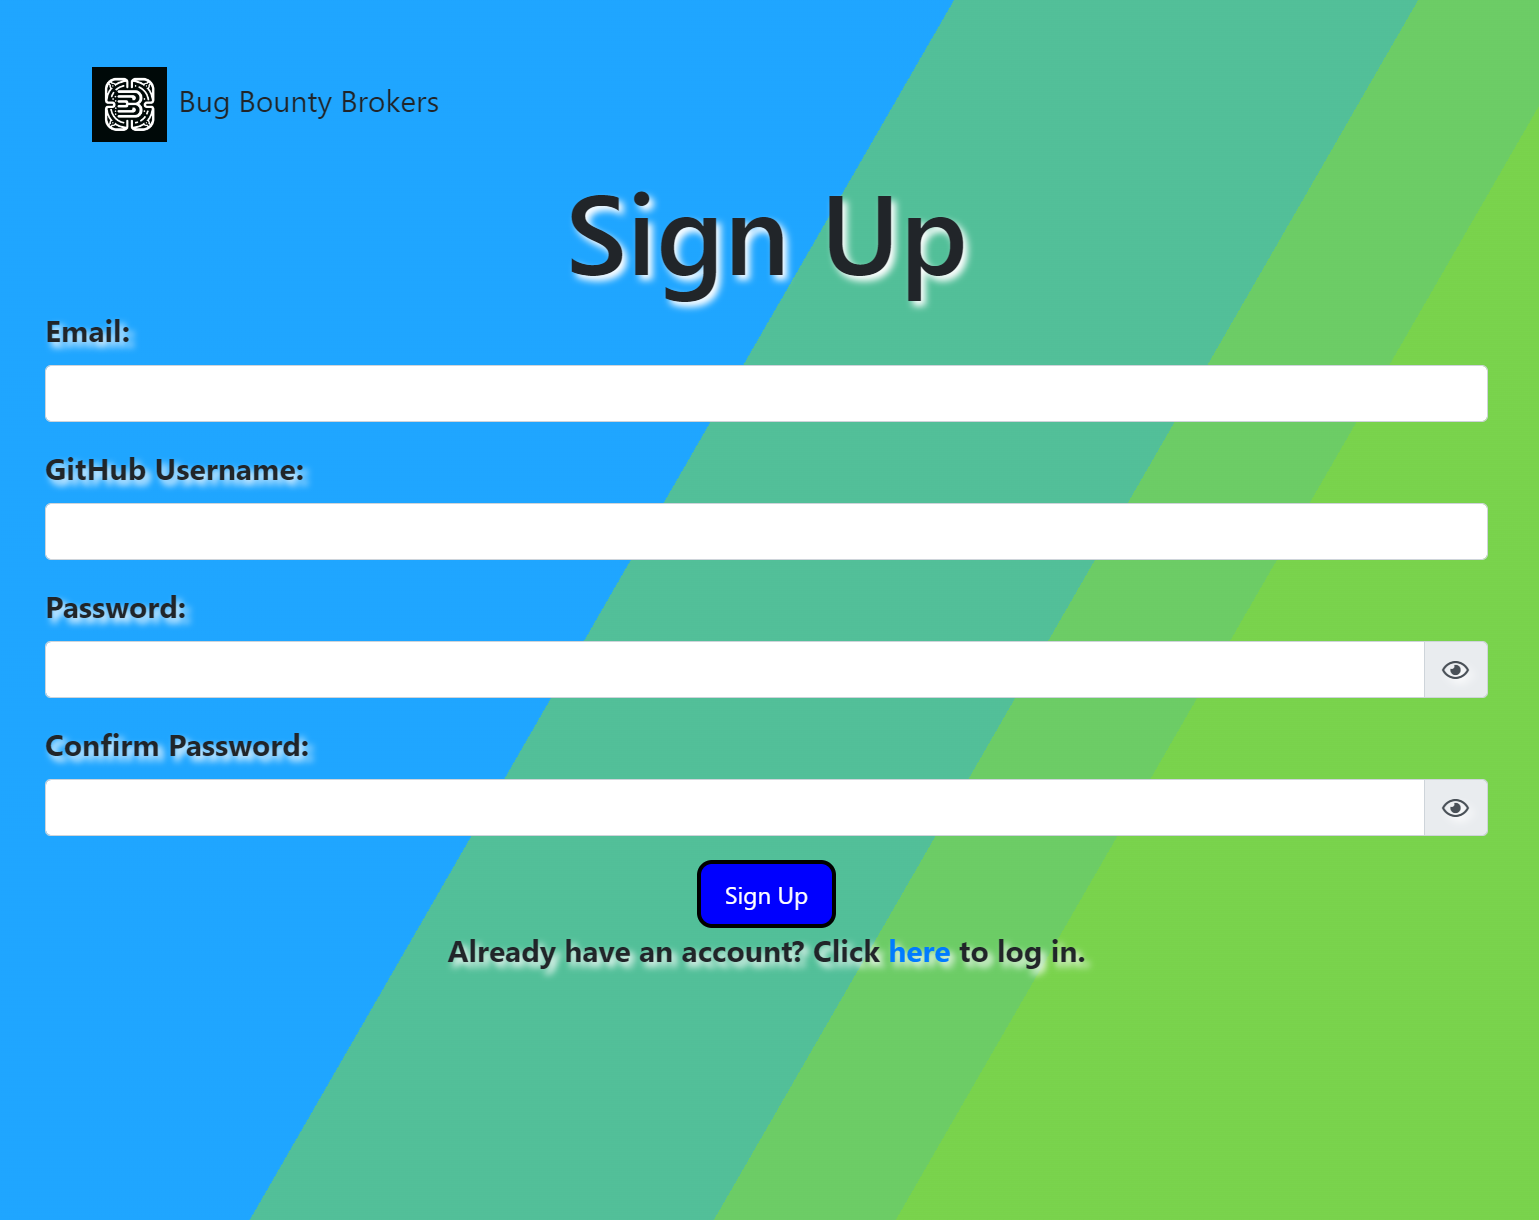 Bug Bounty Brokers
Sign Up
Email:
GitHub Username:
Password:
Confirm Password:
Sign Up
Already have an account? Click here to log in.